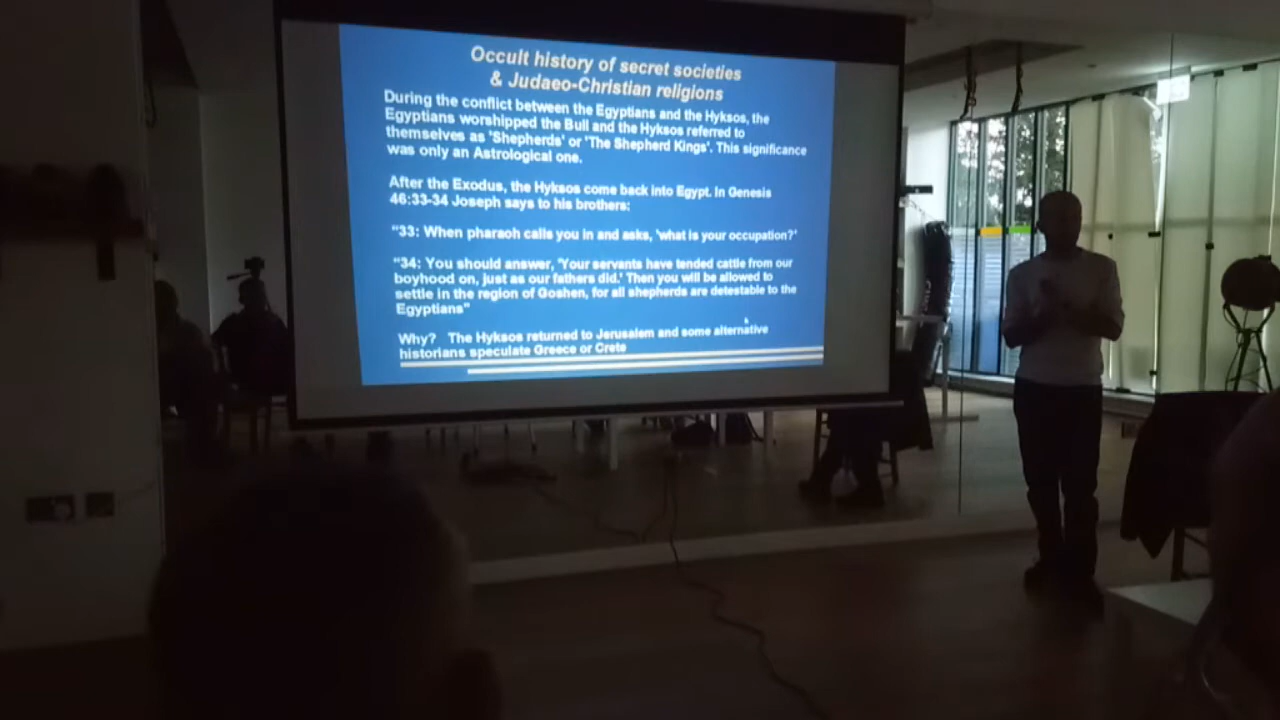 Occult history of secret societies
& Judaeo-Christian religions
During the conflict between the Egyptians and the Hyksos, the
Egyptians worshipped the Bull and the Hyksos referred to
themselves as 'Shepherds' or 'The Shepherd Kings'. This significance
was only an Astrological one.
After the Exodus, the Hyksos come back into Egypt. In Genesis
46:33-34 Joseph says to his brothers:
"33: When pharaoh calls you in and asks, 'what is your occupation?'
"34: You should answer, 'Your servants have tended cattle from our
boyhood on, just as our fathers did.' Then you will be allowed to
settle in the region of Goshen, for all shepherds are detestable to the
Egyptians"
Why? The Hyksos returned to Jerusalem and some alternative
historians speculate Greece or Crete